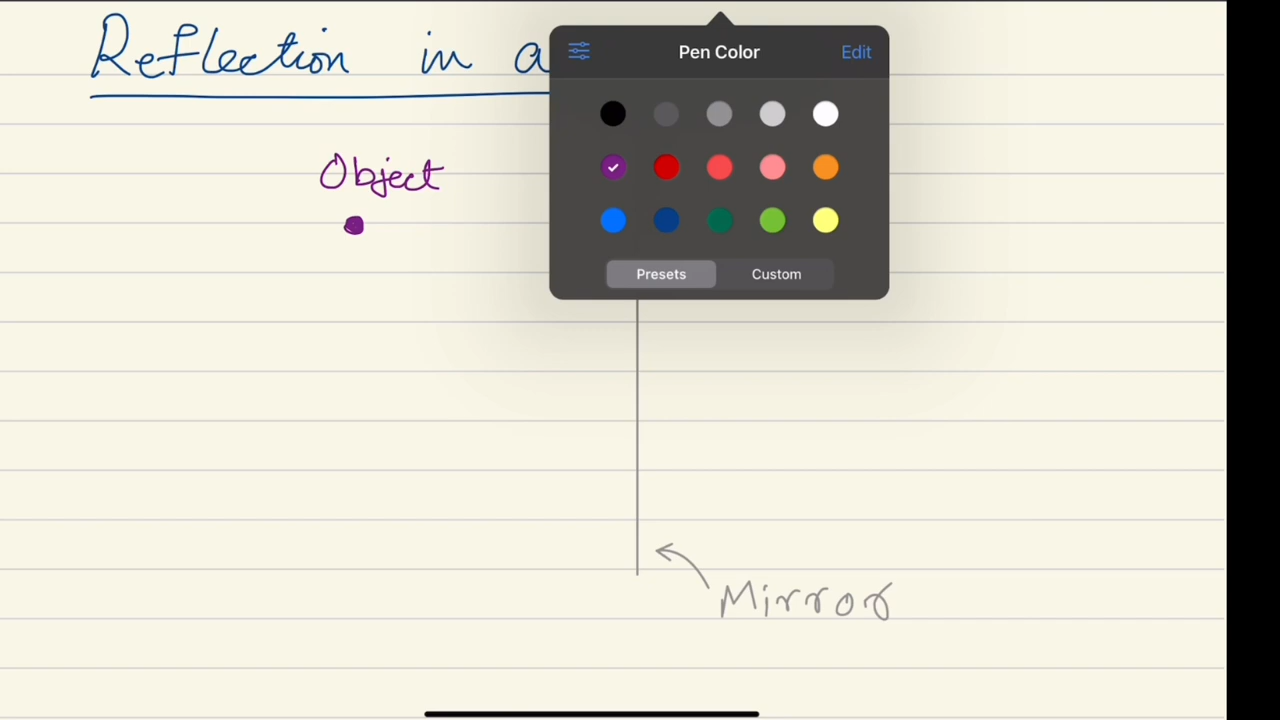 Reflection in a
Pen Color
Edit
Object
Presets
Custom
Mirror